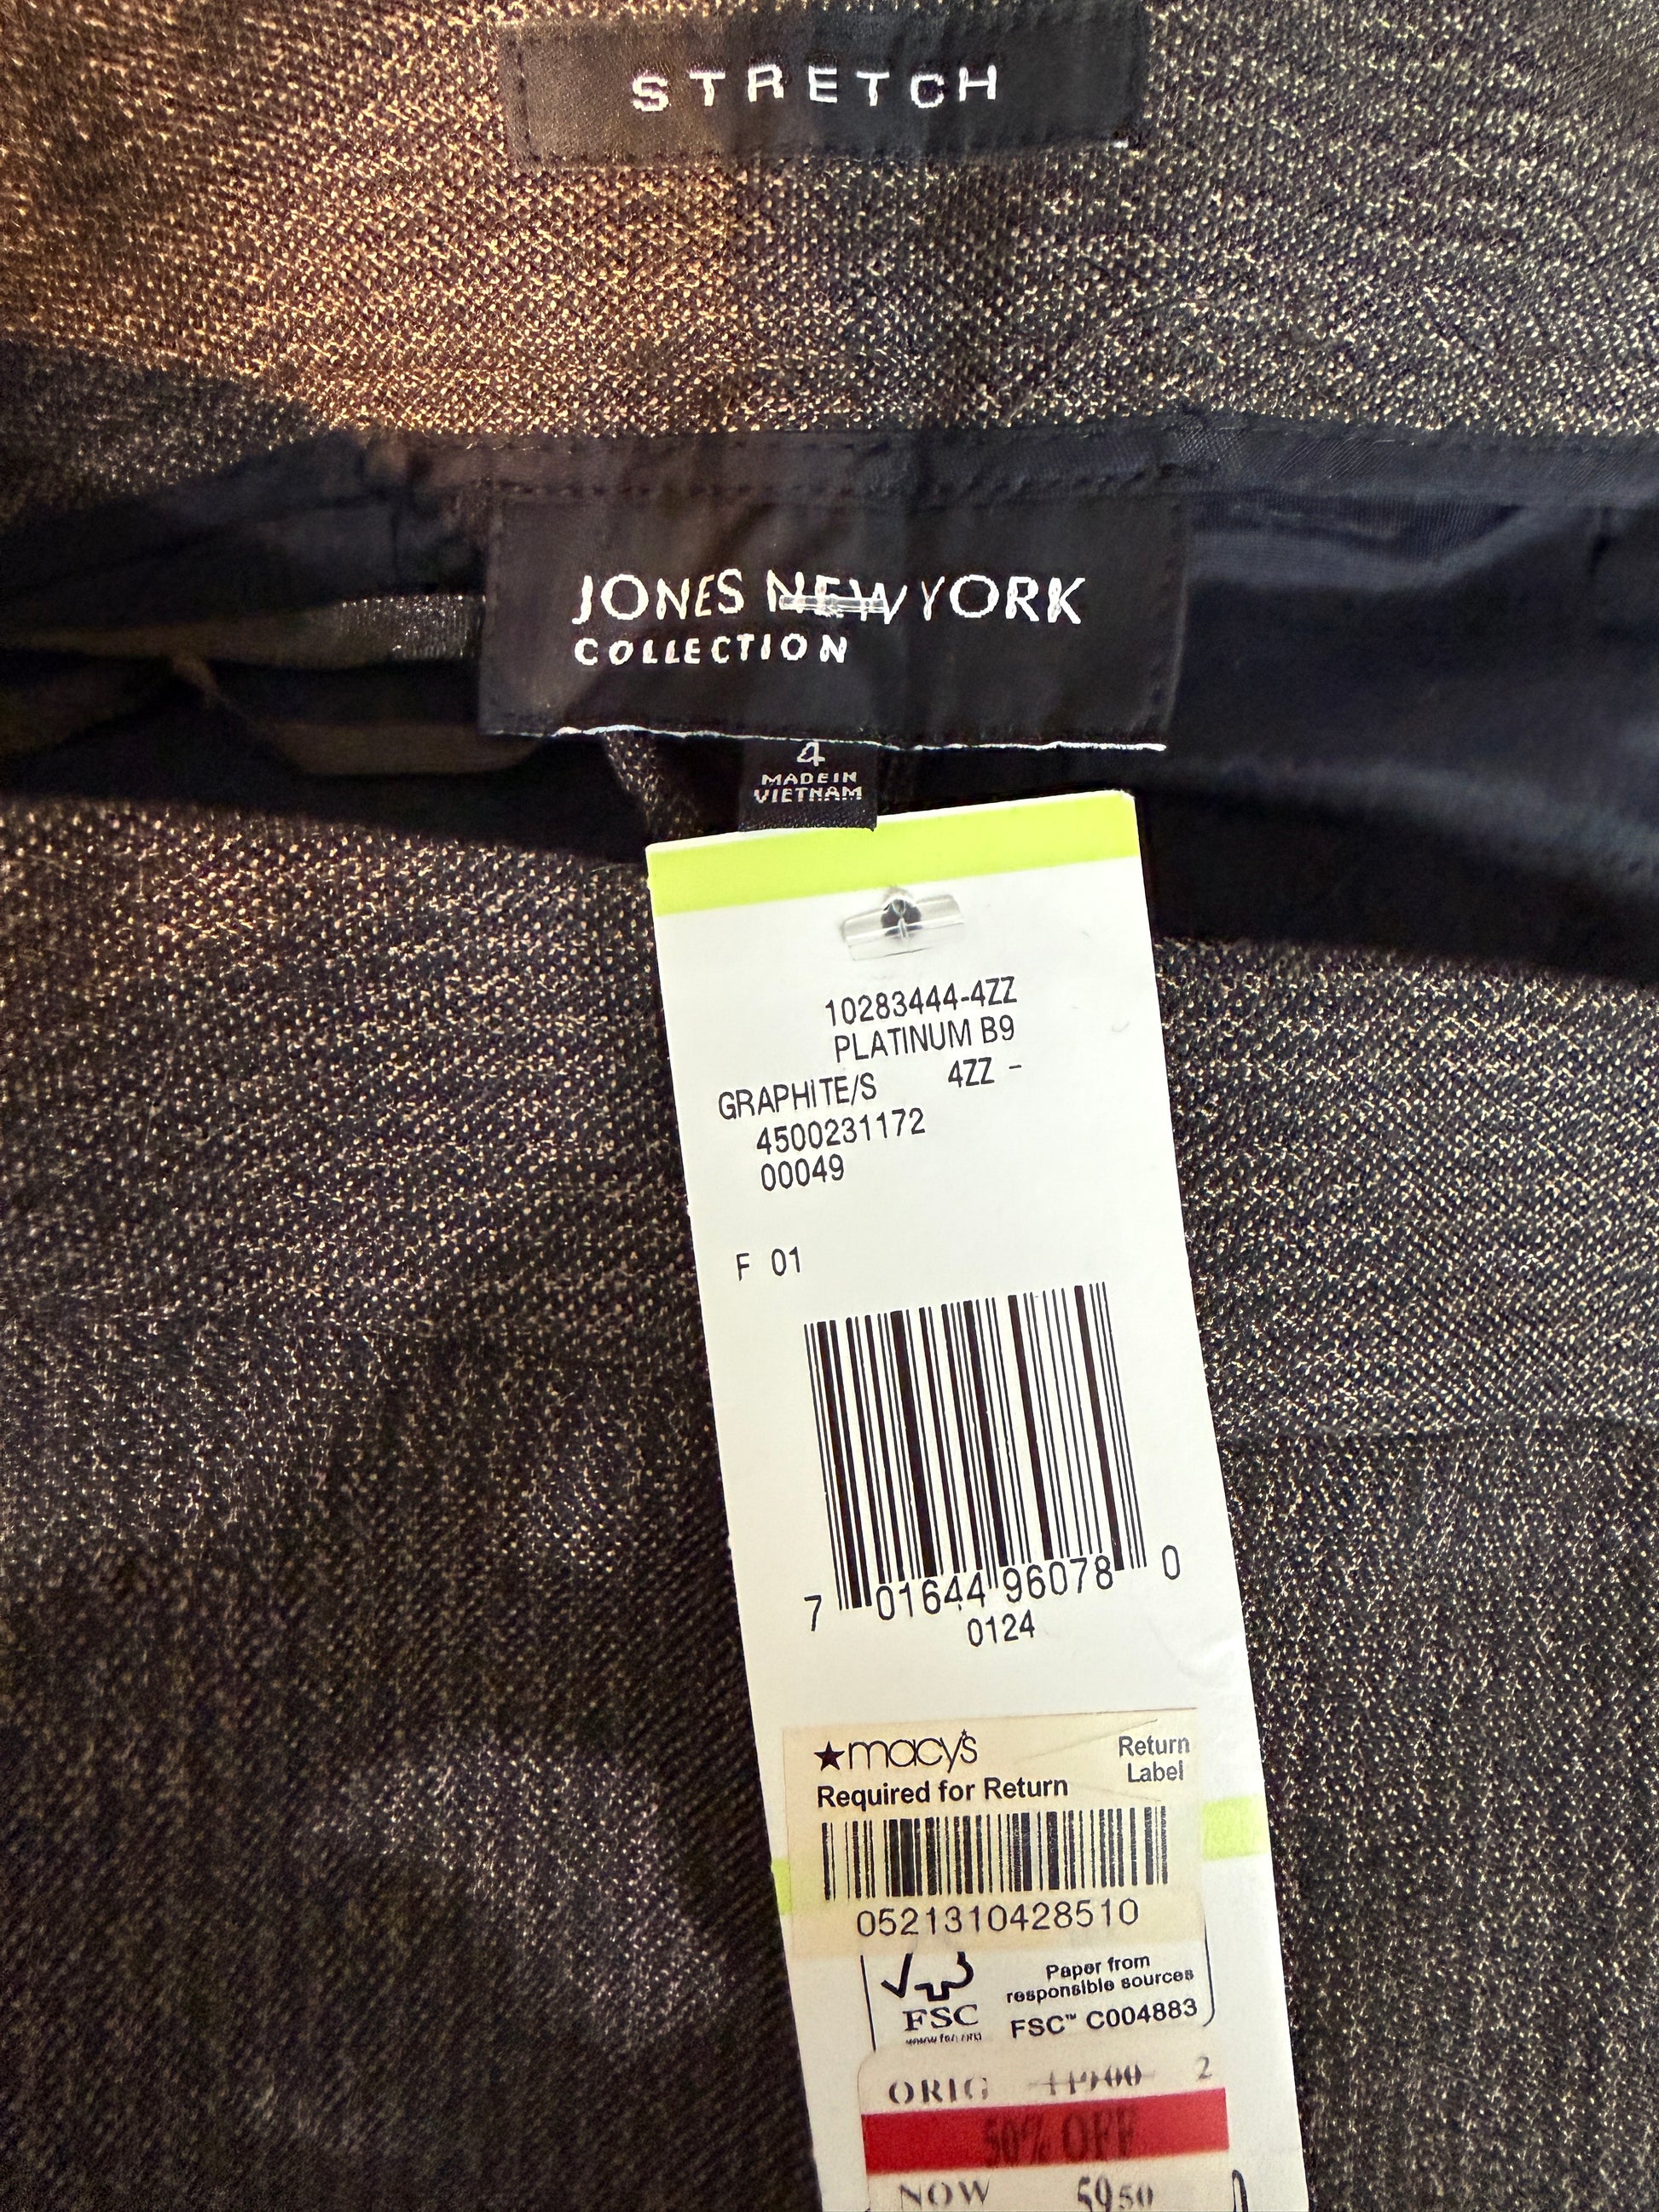 STRETCH
JONES NEW YORK
COLLECTION
4
MADE IN
VIETNAM
10283444-4ZZ
PLATINUM B9
GRAPHITE/S 4ZZ -
4500231172
00049
F 01
7 01644 96078 0
0124
★macy's
Return
Label
Required for Return
0521310428510
FSC
Paper from
responsible sources
FSC™ C004883
ORIG 119.00 2
50% OFF
NOW 59.50